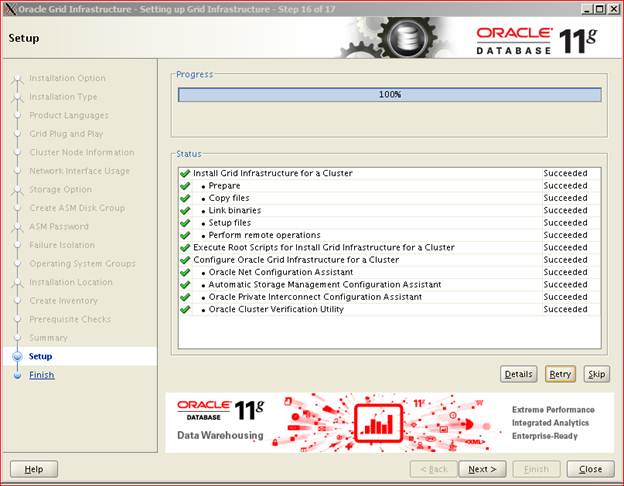 Oracle Grid Infrastructure - Setting up Grid Infrastructure - Step 16 of 17
Setup
ORACLE
DATABASE 11g
Installation Option
Installation Type
Product Languages
Grid Plug and Play
Cluster Node Information
Network Interface Usage
Storage Option
Create ASM Disk Group
ASM Password
Failure Isolation
Operating System Groups
Installation Location
Create Inventory
Prerequisite Checks
Summary
Setup
Finish
Progress
100%
Status
Install Grid Infrastructure for a Cluster Succeeded
• Prepare Succeeded
• Copy files Succeeded
• Link binaries Succeeded
• Setup files Succeeded
• Perform remote operations Succeeded
Execute Root Scripts for Install Grid Infrastructure for a Cluster Succeeded
Configure Oracle Grid Infrastructure for a Cluster Succeeded
• Oracle Net Configuration Assistant Succeeded
• Automatic Storage Management Configuration Assistant Succeeded
• Oracle Private Interconnect Configuration Assistant Succeeded
• Oracle Cluster Verification Utility Succeeded
Details Retry Skip
ORACLE
DATABASE 11g
Data Warehousing
11g
<XML>
Extreme Performance
Integrated Analytics
Enterprise-Ready
Help < Back Next > Finish Close